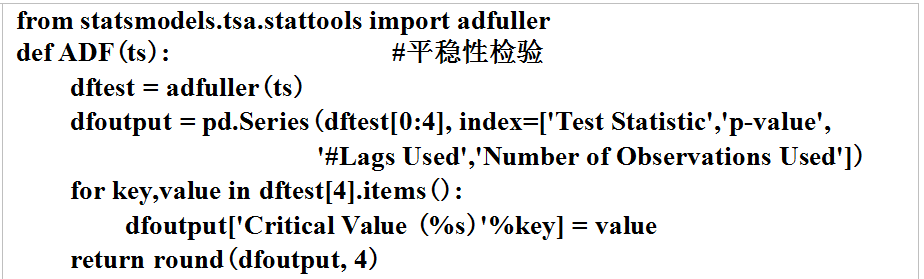 from statsmodels.tsa.stattools import adfuller
def ADF(ts): #平稳性检验
dftest = adfuller(ts)
dfoutput = pd.Series(dftest[0:4], index=['Test Statistic','p-value',
'#Lags Used','Number of Observations Used'])
for key,value in dftest[4].items():
dfoutput['Critical Value (%s)'%key] = value
return round(dfoutput, 4)